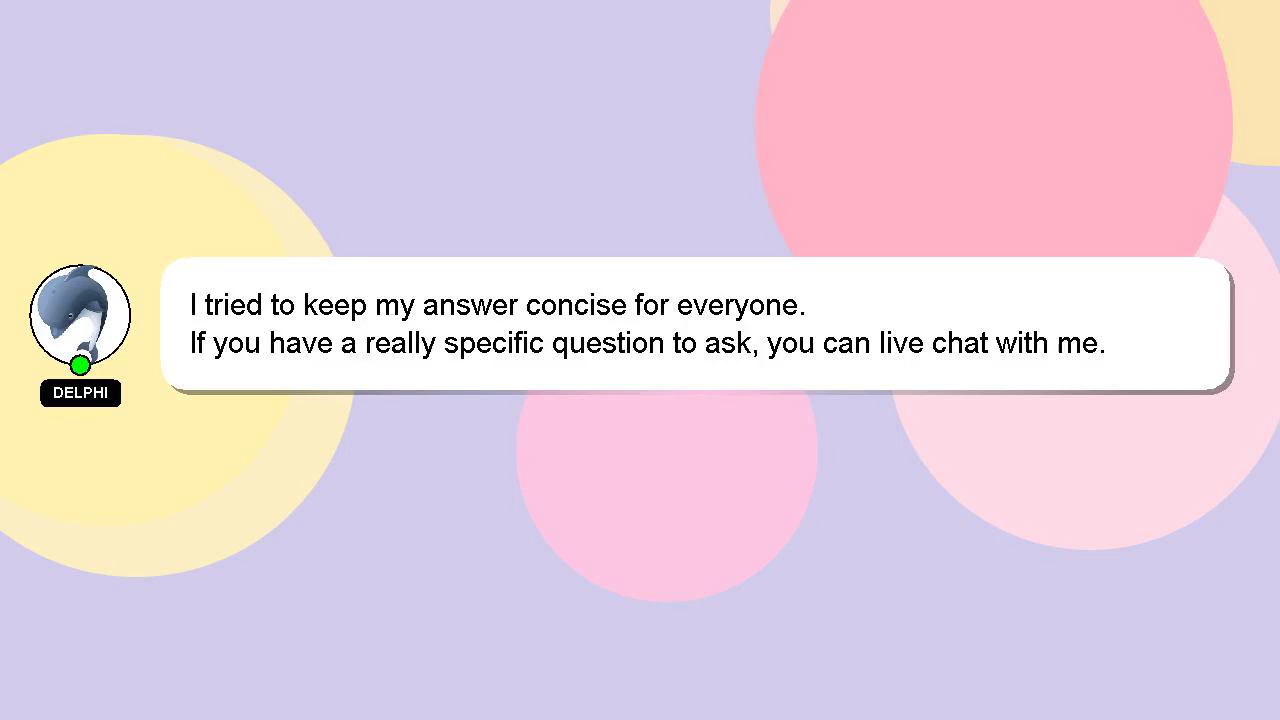 I tried to keep my answer concise for everyone.
If you have a really specific question to ask, you can live chat with me.
DELPHI